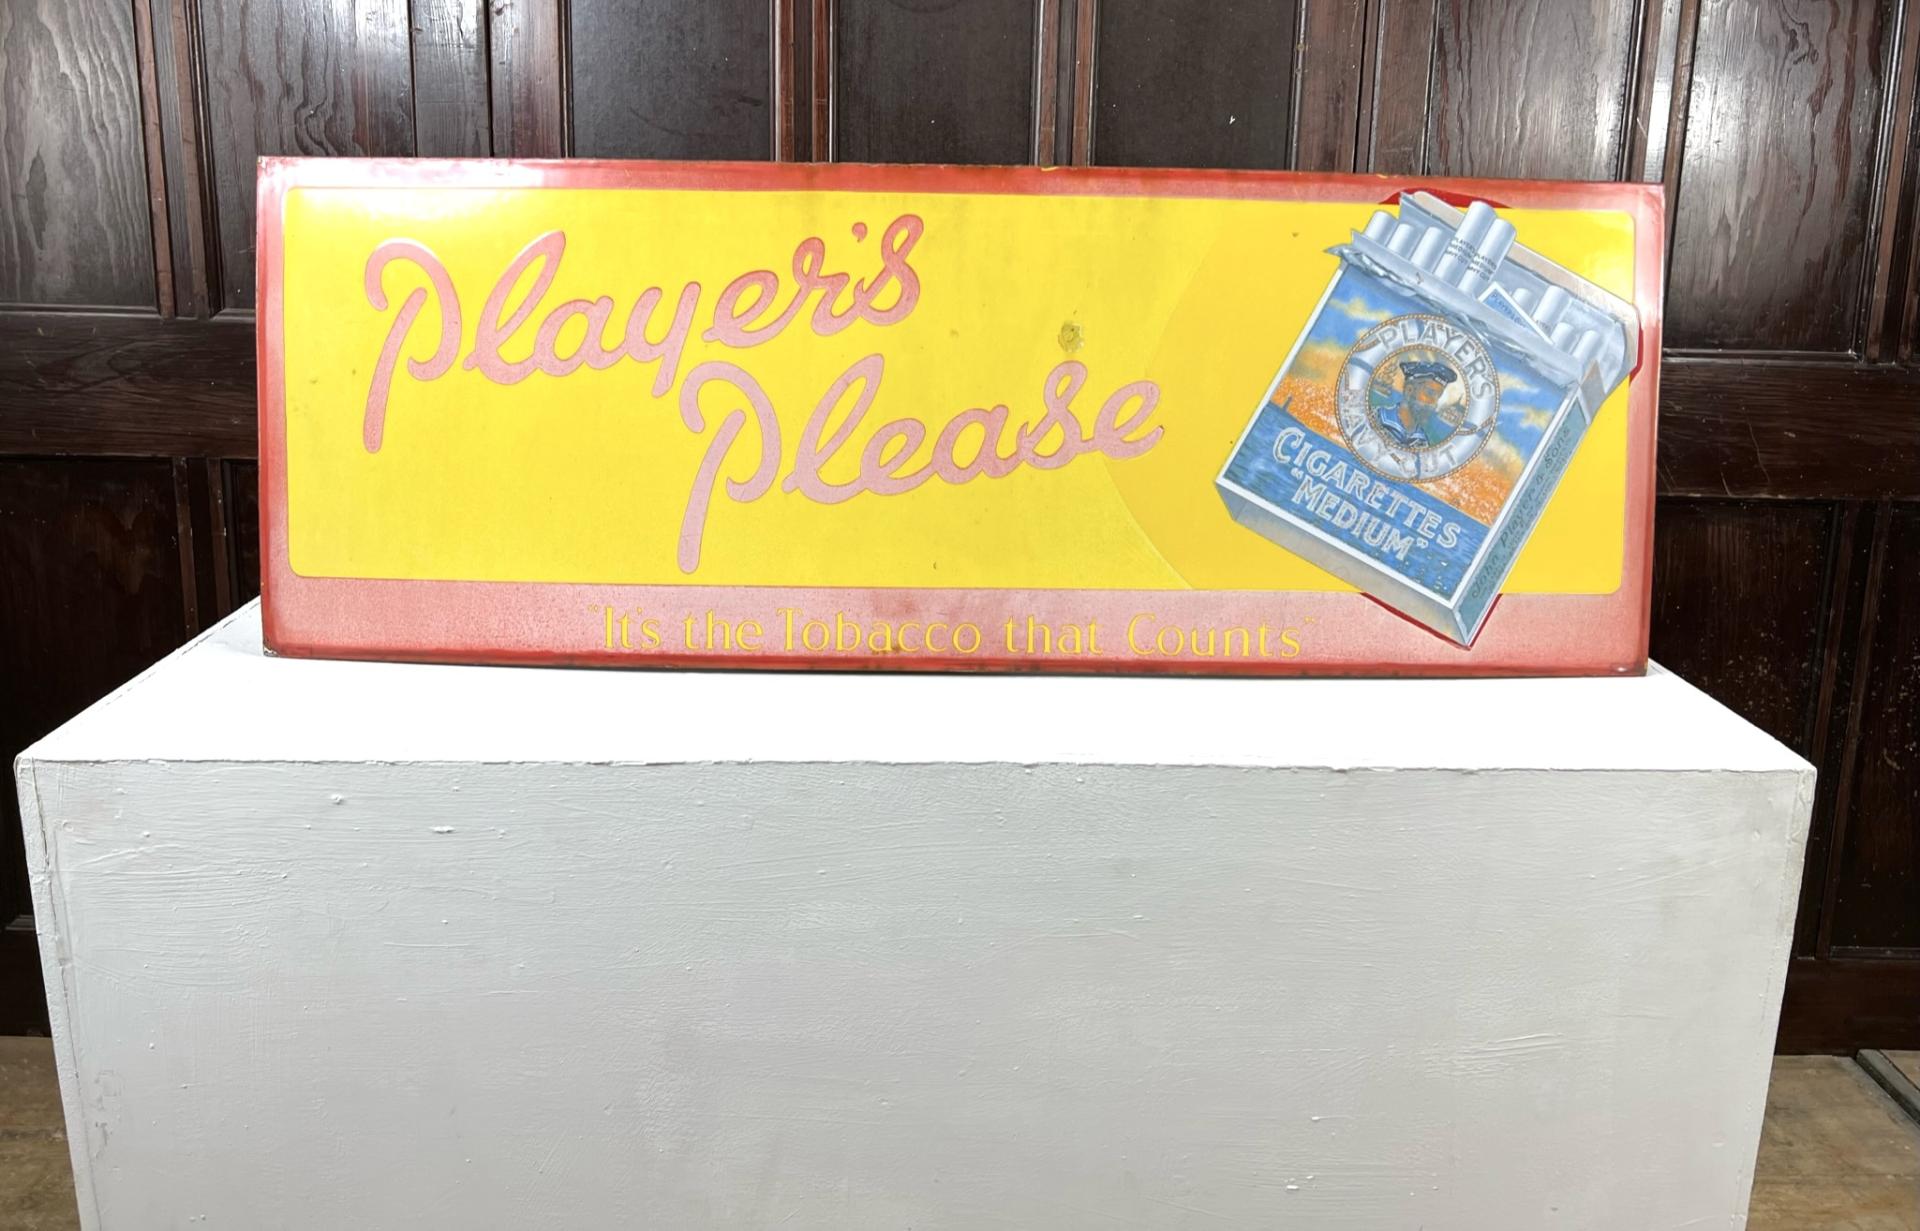 Player's
Please
PLAYER'S
NAVY CUT
CIGARETTES
"MEDIUM"
John Player & Sons
"It's the Tobacco that Counts"